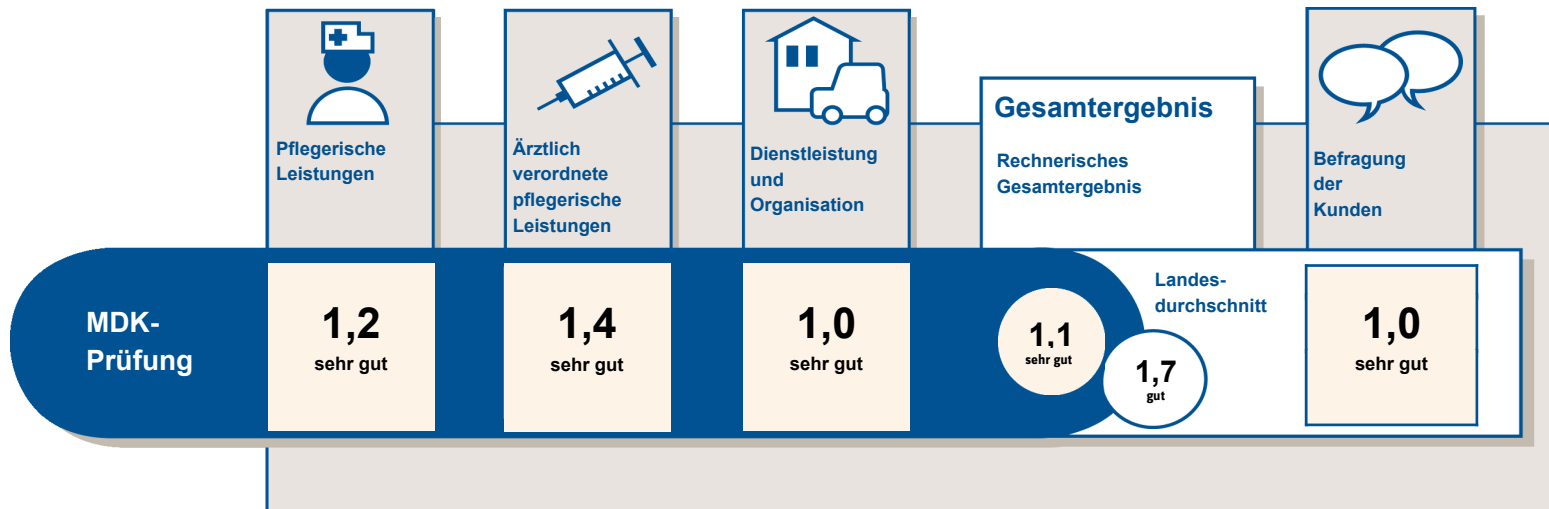 Pflegerische
Leistungen
Ärztlich
verordnete
pflegerische
Leistungen
Dienstleistung
und
Organisation
Gesamtergebnis
Rechnerisches
Gesamtergebnis
Befragung
der
Kunden
MDK-
Prüfung
1,2
sehr gut
1,4
sehr gut
1,0
sehr gut
1,1
sehr gut
Landes-
durchschnitt
1,7
gut
1,0
sehr gut